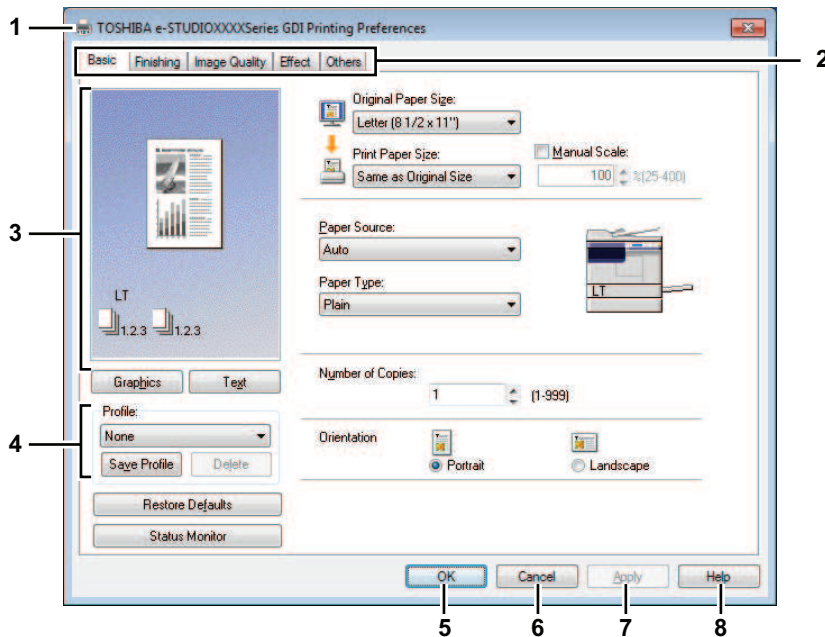 1
TOSHIBA e-STUDIOXXXXSeries GDI Printing Preferences
2
Basic Finishing Image Quality Effect Others
3
LT
1.2.3 1.2.3
Graphics Text
4
Profile:
None
Save Profile Delete
Restore Defaults
Status Monitor
Original Paper Size:
Letter (8 1/2 x 11")
Print Paper Size:
Same as Original Size
Manual Scale:
100 %(25-400)
Paper Source:
Auto
Paper Type:
Plain
LT
Number of Copies:
1 (1-999)
Orientation
Portrait Landscape
OK Cancel Apply Help
5 6 7 8